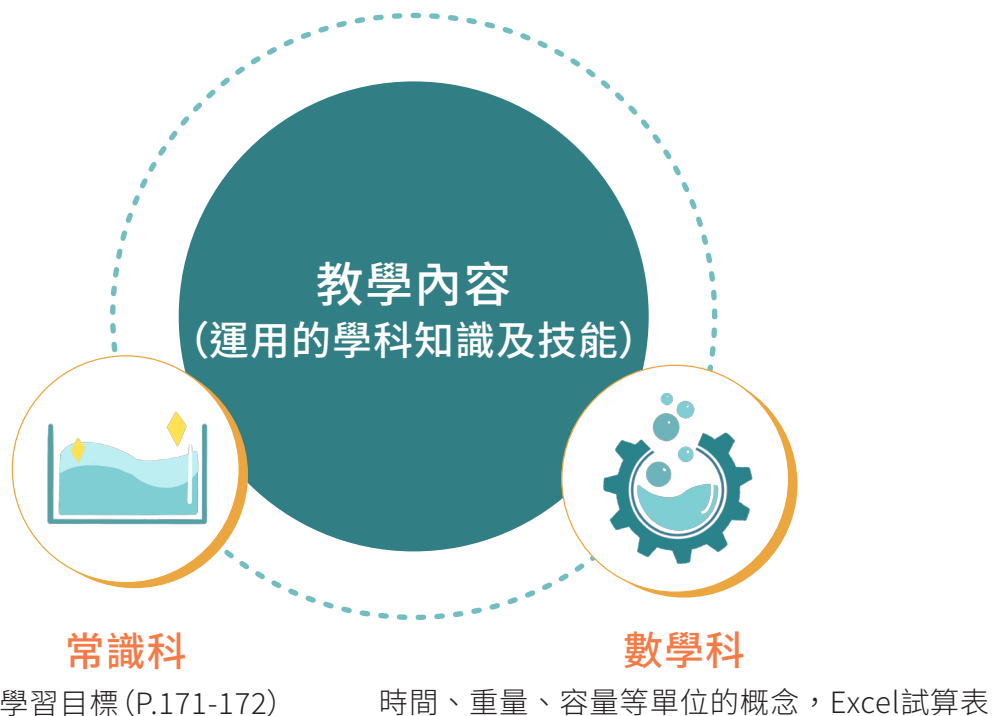 教學內容
（運用的學科知識及技能）
常識科
數學科
學習目標（P.171-172）
時間、重量、容量等單位的概念，Excel試算表